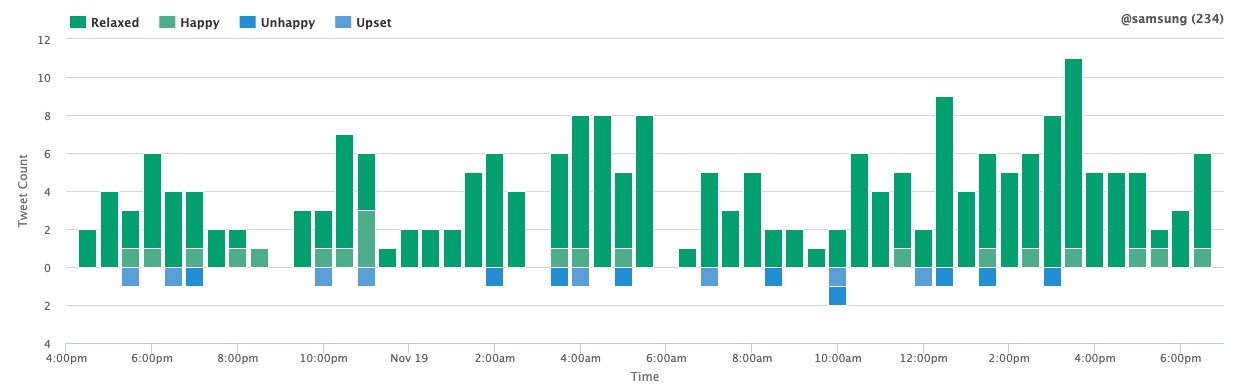 Relaxed Happy Unhappy Upset
@samsung (234)
12
10
8
6
4
2
0
2
4
Tweet Count
4:00pm 6:00pm 8:00pm 10:00pm Nov 19 2:00am 4:00am 6:00am 8:00am 10:00am 12:00pm 2:00pm 4:00pm 6:00pm
Time